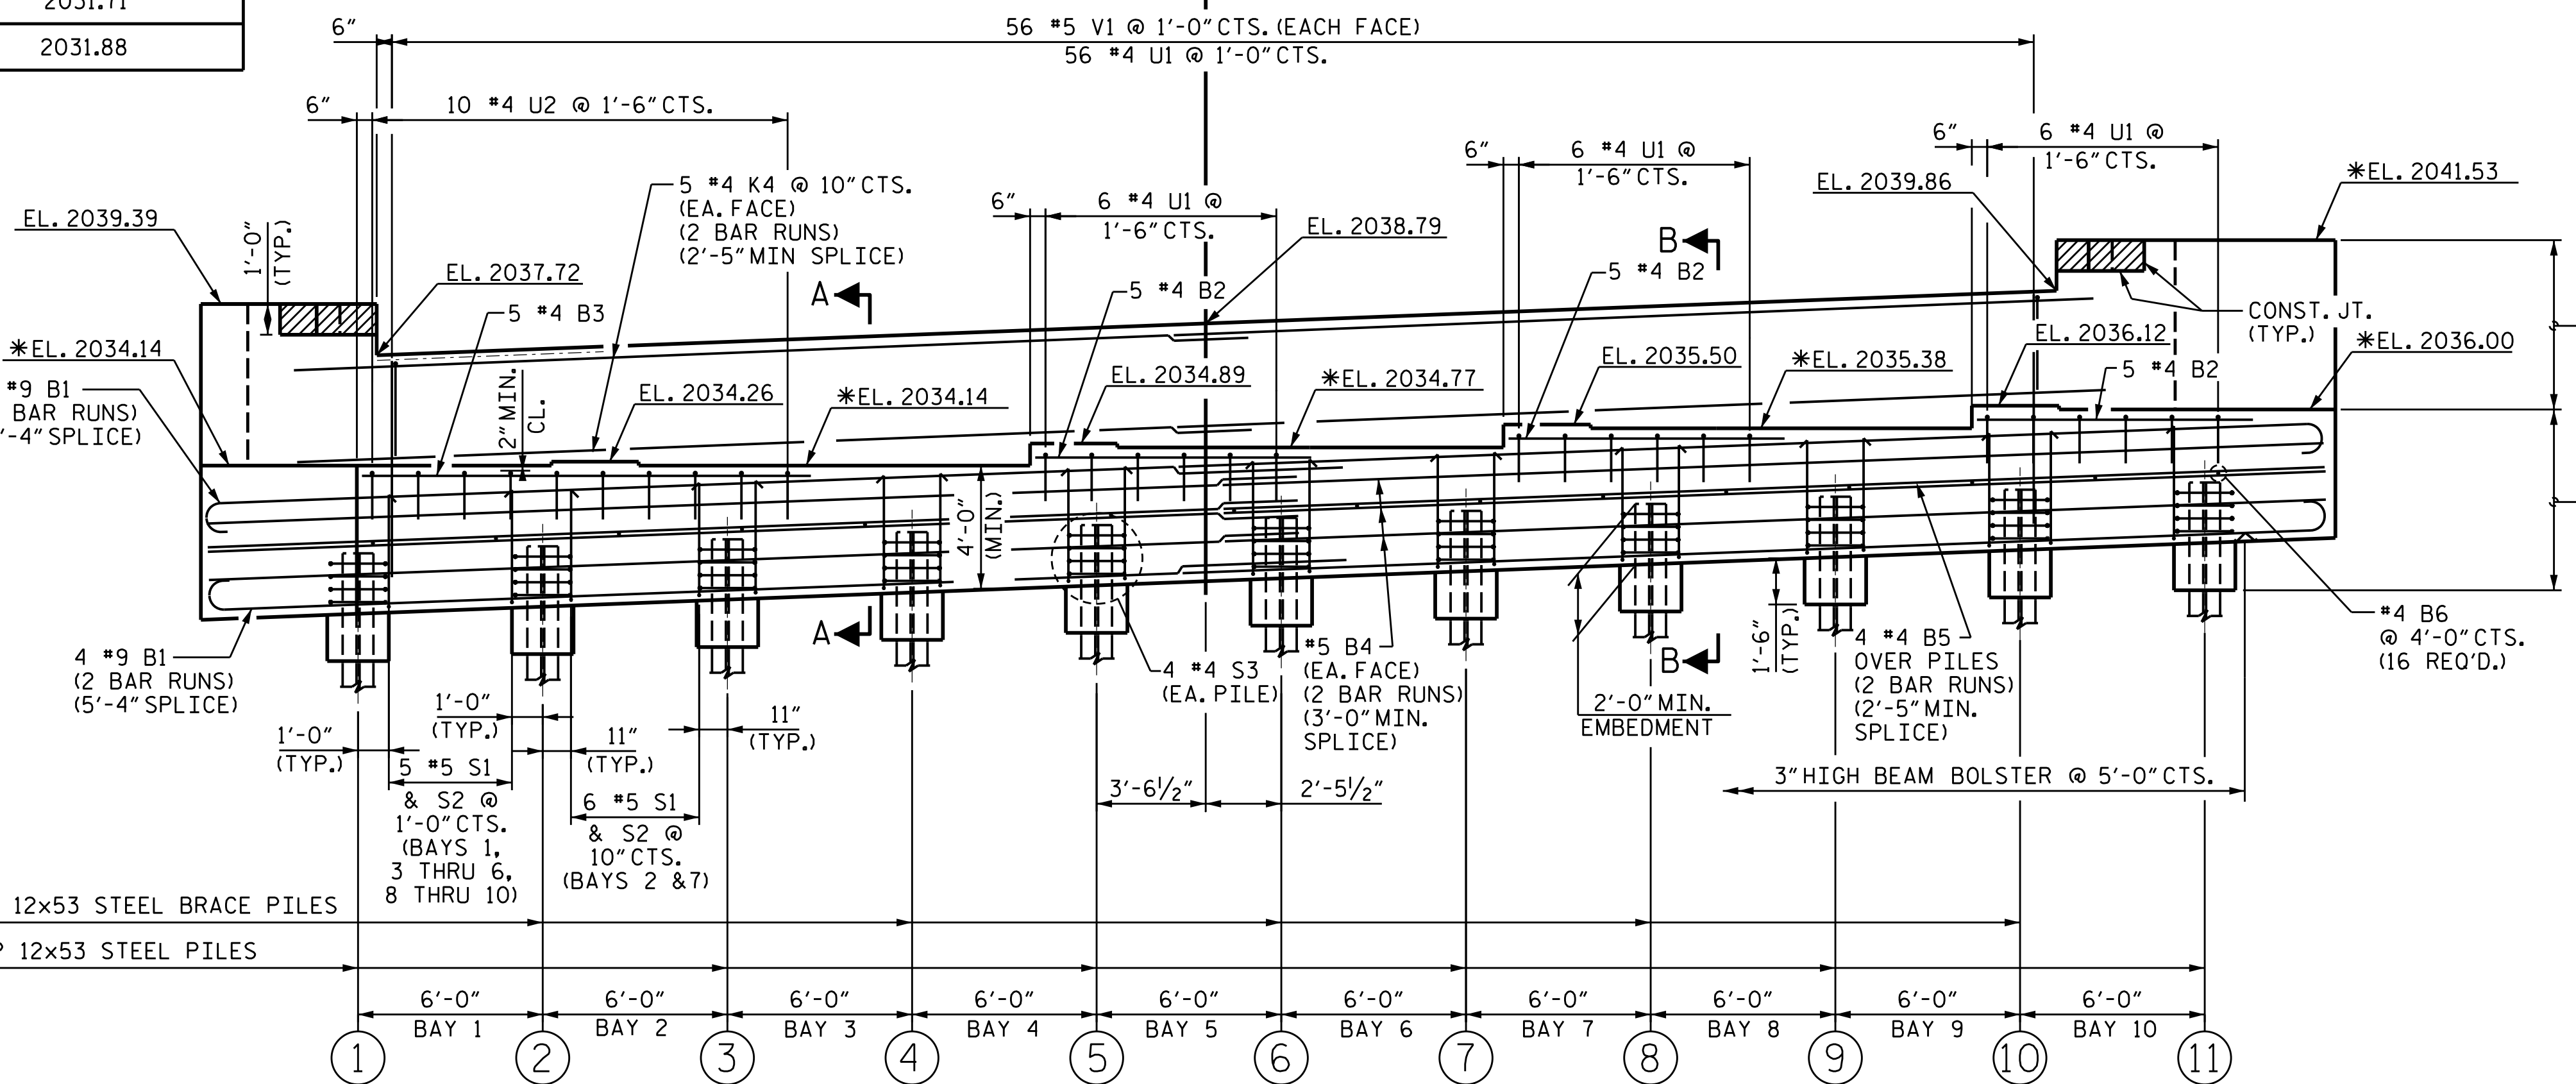 2031.71
2031.88
6″
56 #5 V1 @ 1′-0″ CTS. (EACH FACE)
56 #4 U1 @ 1′-0″ CTS.
6″
10 #4 U2 @ 1′-6″ CTS.
6″
6 #4 U1 @
1′-6″ CTS.
6″
6 #4 U1 @
1′-6″ CTS.
6″
6 #4 U1 @
1′-6″ CTS.
EL. 2039.39
1′-0″
(TYP.)
EL. 2037.72
5 #4 K4 @ 10″ CTS.
(EA. FACE)
(2 BAR RUNS)
(2′-5″ MIN SPLICE)
A
5 #4 B2
EL. 2038.79
B
5 #4 B2
EL. 2039.86
*EL. 2041.53
CONST. JT.
(TYP.)
*EL. 2034.14
5 #4 B3
2″ MIN.
CL.
EL. 2034.26
*EL. 2034.14
EL. 2034.89
*EL. 2034.77
EL. 2035.50
*EL. 2035.38
EL. 2036.12
5 #4 B2
*EL. 2036.00
#9 B1
BAR RUNS)
′-4″ SPLICE)
4′-0″
(MIN.)
4 #9 B1
(2 BAR RUNS)
(5′-4″ SPLICE)
A
4 #4 S3
(EA. PILE)
#5 B4
(EA. FACE)
(2 BAR RUNS)
(3′-0″ MIN.
SPLICE)
2′-0″ MIN.
EMBEDMENT
B
1′-6″
(TYP.)
4 #4 B5
OVER PILES
(2 BAR RUNS)
(2′-5″ MIN.
SPLICE)
#4 B6
@ 4′-0″ CTS.
(16 REQ'D.)
1′-0″
(TYP.)
1′-0″
(TYP.)
11″
(TYP.)
11″
(TYP.)
5 #5 S1
& S2 @
1′-0″ CTS.
(BAYS 1,
3 THRU 6,
8 THRU 10)
6 #5 S1
& S2 @
10″ CTS.
(BAYS 2 & 7)
3′-6½″
2′-5½″
3″ HIGH BEAM BOLSTER @ 5′-0″ CTS.
12x53 STEEL BRACE PILES
P 12x53 STEEL PILES
6′-0″ 6′-0″ 6′-0″ 6′-0″ 6′-0″ 6′-0″ 6′-0″ 6′-0″ 6′-0″ 6′-0″
BAY 1 BAY 2 BAY 3 BAY 4 BAY 5 BAY 6 BAY 7 BAY 8 BAY 9 BAY 10
1 2 3 4 5 6 7 8 9 10 11